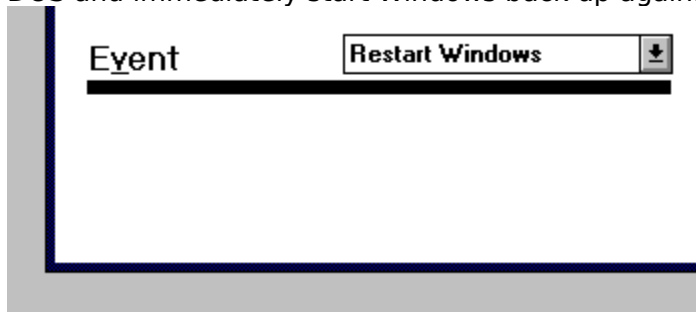 DOS and immediately start Windows back up again.
Event
Restart Windows